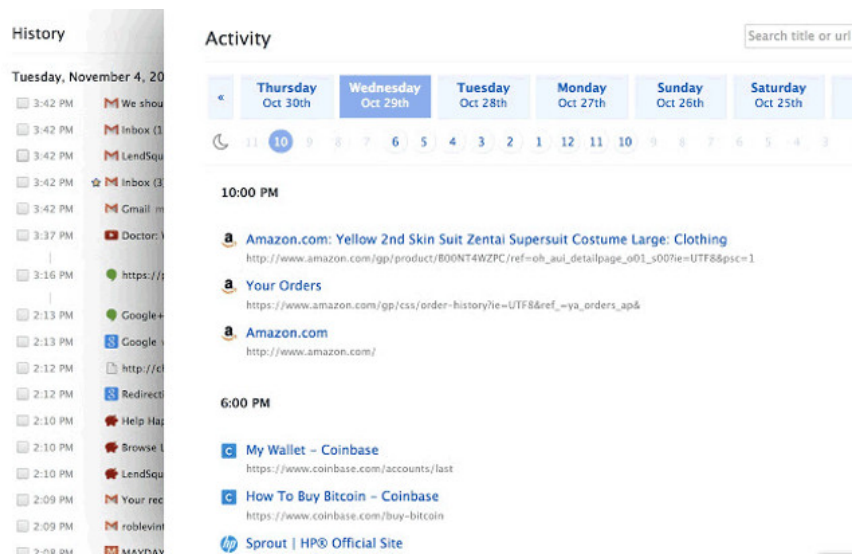 History
Tuesday, November 4, 20
3:42 PM We shou
3:42 PM Inbox (1
3:42 PM LendSqu
3:42 PM Inbox (3)
3:42 PM Gmail m
3:37 PM Doctor:
3:16 PM https://
2:13 PM Google+
2:13 PM Google
2:12 PM http://cl
2:12 PM Redirecti
2:10 PM Help Hap
2:10 PM Browse L
2:10 PM LendSqu
2:09 PM Your rec
2:09 PM roblevint
2:08 PM MAYDAY
Activity
Search title or url
« Thursday Wednesday Tuesday Monday Sunday Saturday
Oct 30th Oct 29th Oct 28th Oct 27th Oct 26th Oct 25th
11 10 9 8 7 6 5 4 3 2 1 12 11 10 9 8 7 6 5 4 3
10:00 PM
Amazon.com: Yellow 2nd Skin Suit Zentai Supersuit Costume Large: Clothing
http://www.amazon.com/gp/product/B00NT4WZPC/ref=oh_aui_detailpage_o01_s00?ie=UTF8&psc=1
Your Orders
https://www.amazon.com/gp/css/order-history?ie=UTF8&ref_=ya_orders_ap&
Amazon.com
http://www.amazon.com/
6:00 PM
My Wallet – Coinbase
https://www.coinbase.com/accounts/last
How To Buy Bitcoin – Coinbase
https://www.coinbase.com/buy-bitcoin
Sprout | HP® Official Site